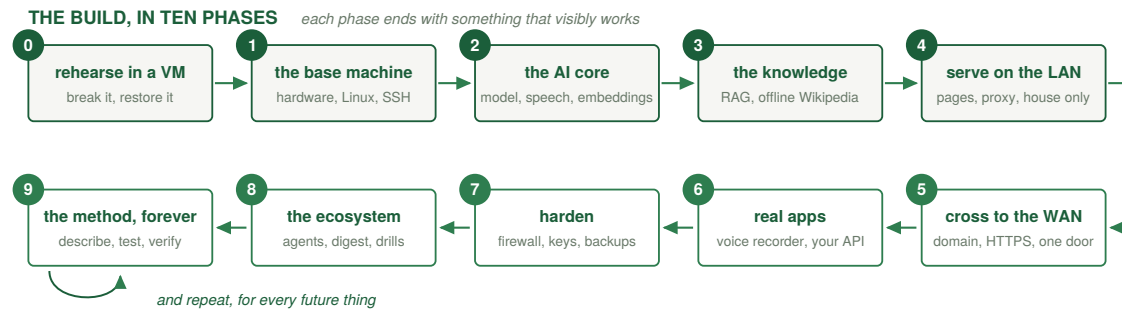 THE BUILD, IN TEN PHASES each phase ends with something that visibly works
0
rehearse in a VM
break it, restore it
1
the base machine
hardware, Linux, SSH
2
the AI core
model, speech, embeddings
3
the knowledge
RAG, offline Wikipedia
4
serve on the LAN
pages, proxy, house only
5
cross to the WAN
domain, HTTPS, one door
6
real apps
voice recorder, your API
7
harden
firewall, keys, backups
8
the ecosystem
agents, digest, drills
9
the method, forever
describe, test, verify
and repeat, for every future thing